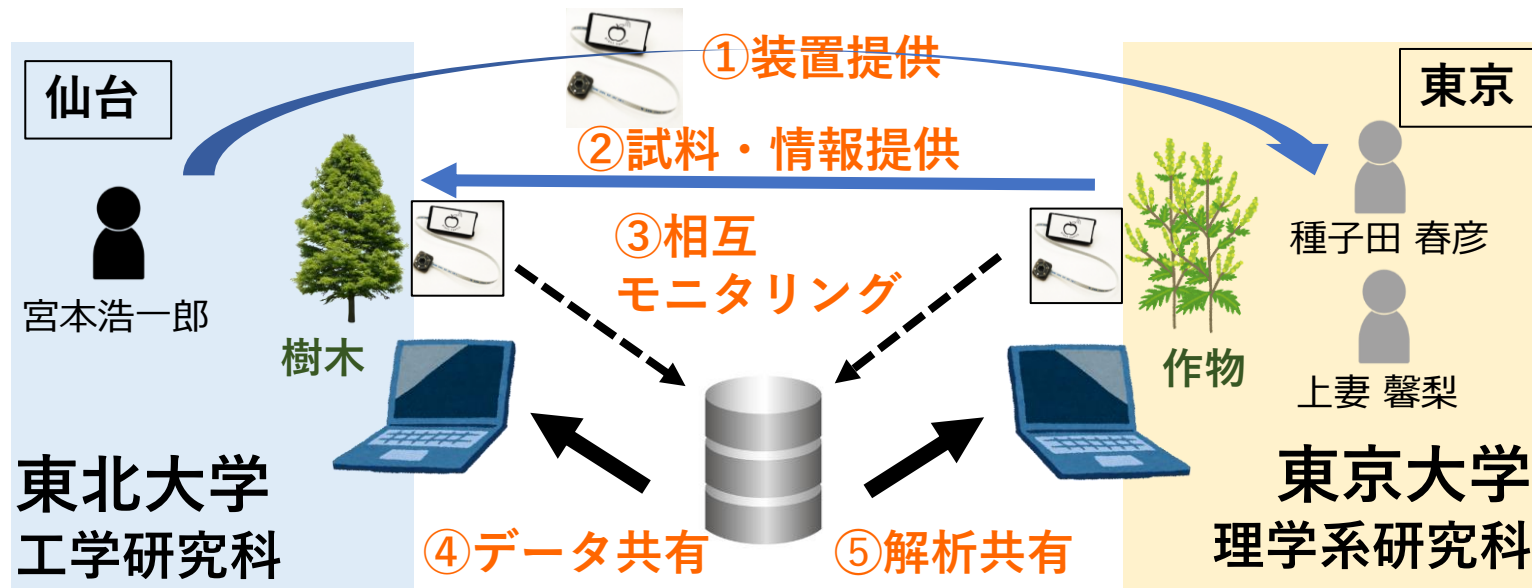 仙台
①装置提供
東京
②試料・情報提供
③相互
モニタリング
宮本浩一郎
種子田 春彦
樹木
作物
上妻 馨梨
東北大学
工学研究科
東京大学
理学系研究科
④データ共有
⑤解析共有